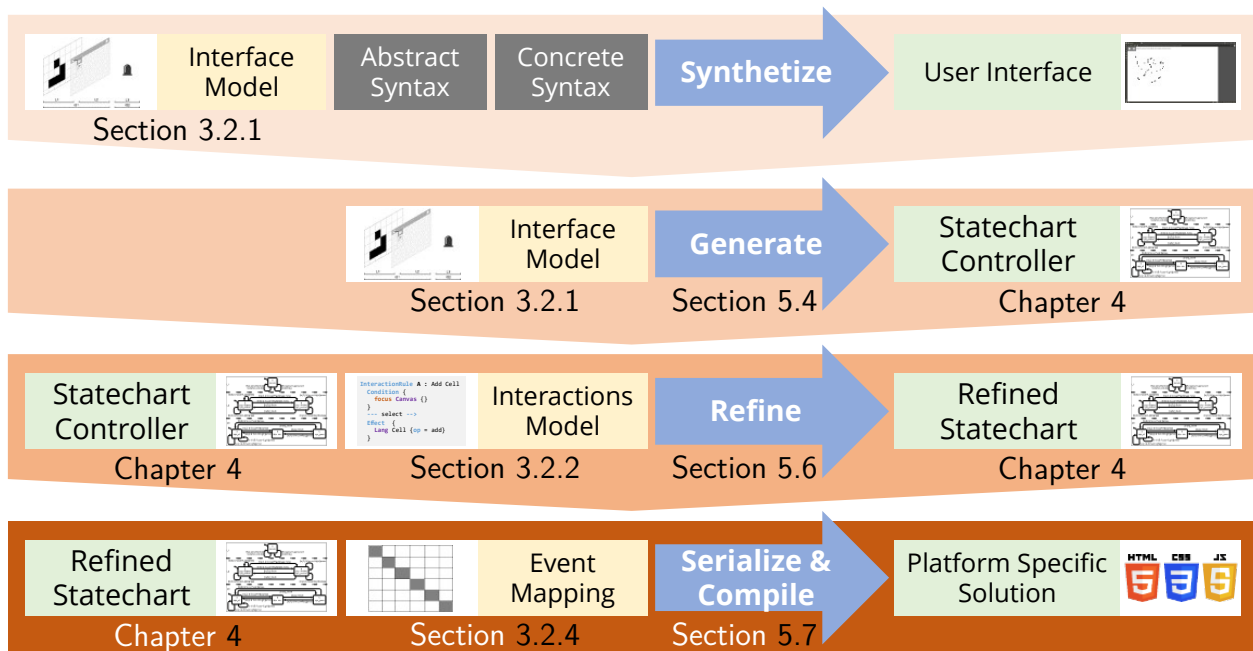 Interface
Model
Abstract
Syntax
Concrete
Syntax
Synthetize
User Interface
Section 3.2.1
Interface
Model
Generate
Statechart
Controller
Section 3.2.1
Section 5.4
Chapter 4
Statechart
Controller
InteractionRule A : Add Cell
Condition {
focus Canvas {}
}
--- select -->
Effect {
Lang Cell {op = add}
}
Interactions
Model
Refine
Refined
Statechart
Chapter 4
Section 3.2.2
Section 5.6
Chapter 4
Refined
Statechart
Event
Mapping
Serialize &
Compile
Platform Specific
Solution
HTML
CSS
JS
5
3
5
Chapter 4
Section 3.2.4
Section 5.7